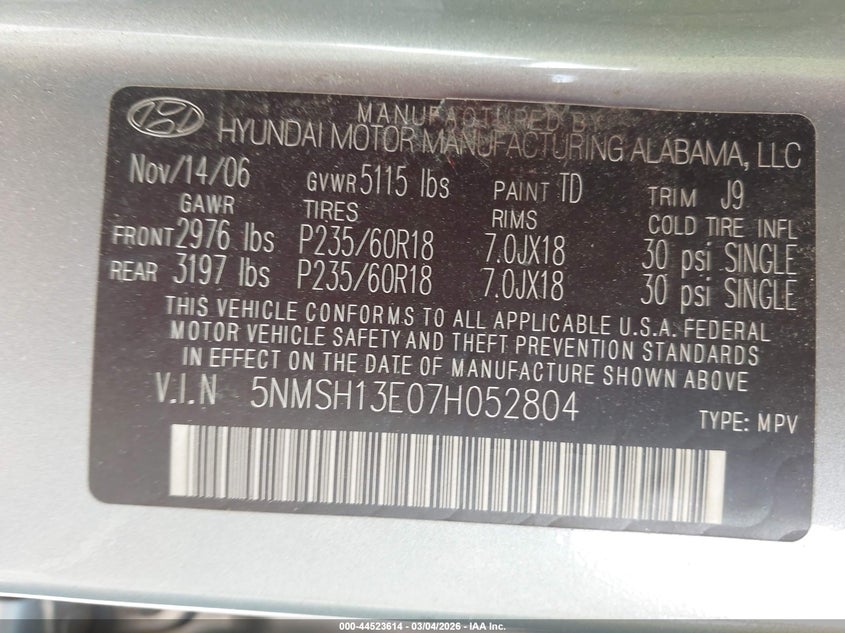 MANUFACTURED BY
HYUNDAI MOTOR MANUFACTURING ALABAMA, LLC
Nov/14/06 GVWR 5115 lbs PAINT TD TRIM J9
GAWR TIRES RIMS COLD TIRE INFL
FRONT 2976 lbs P235/60R18 7.0JX18 30 psi SINGLE
REAR 3197 lbs P235/60R18 7.0JX18 30 psi SINGLE
THIS VEHICLE CONFORMS TO ALL APPLICABLE U.S.A. FEDERAL
MOTOR VEHICLE SAFETY AND THEFT PREVENTION STANDARDS
IN EFFECT ON THE DATE OF MANUFACTURE SHOWN ABOVE
V.I.N 5NMSH13E07H052804
TYPE: MPV
000-44523614 - 03/04/2026 - IAA Inc.